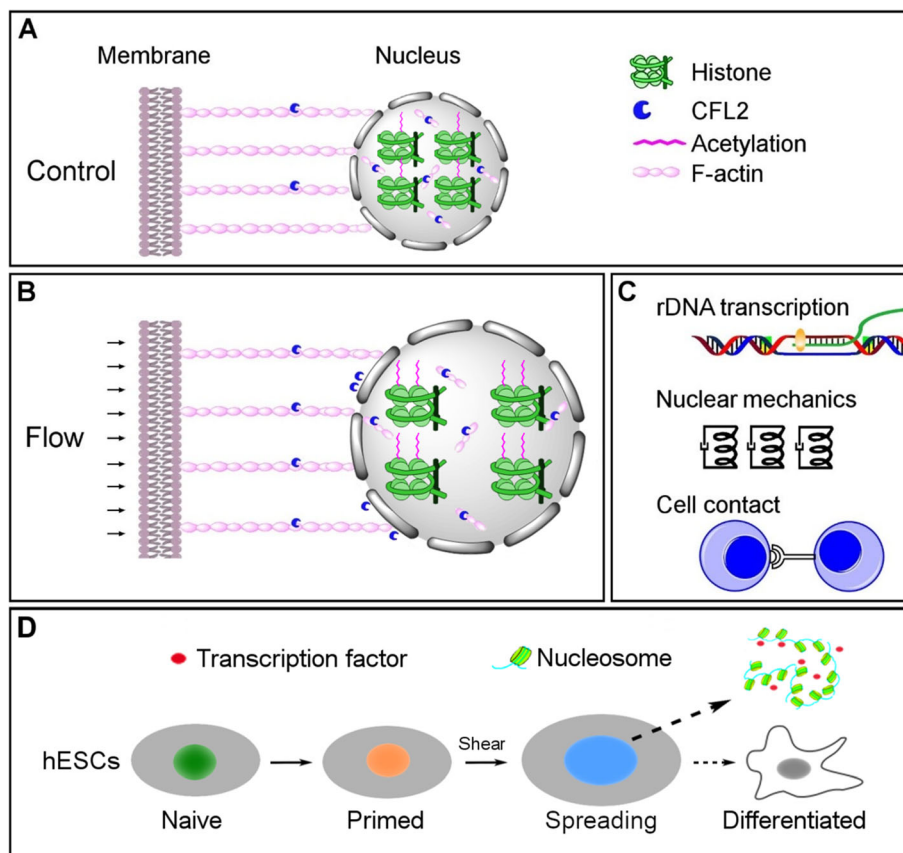 A
Membrane
Nucleus
Control
Histone
CFL2
Acetylation
F-actin
B
Flow
C
rDNA transcription
Nuclear mechanics
Cell contact
D
Transcription factor
Nucleosome
hESCs
Shear
Naive
Primed
Spreading
Differentiated